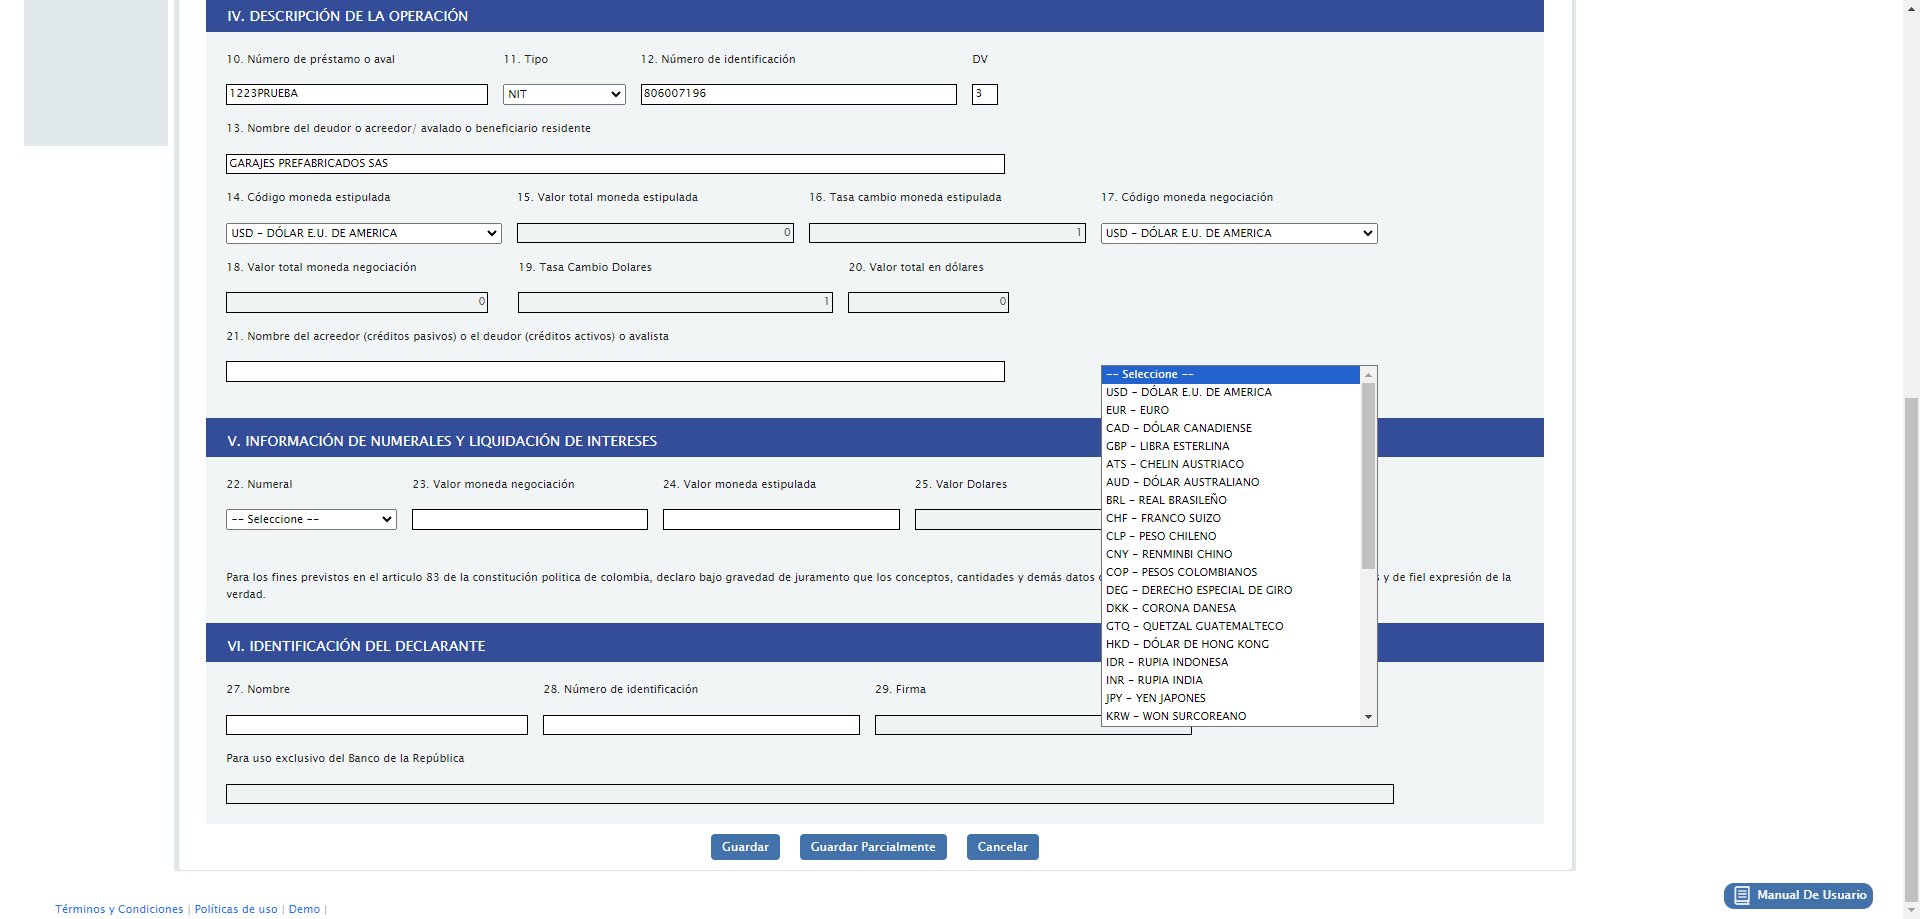 IV. DESCRIPCIÓN DE LA OPERACIÓN
10. Número de préstamo o aval
11. Tipo
12. Número de identificación
DV
1223PRUEBA
NIT
806007196
3
13. Nombre del deudor o acreedor/ avalado o beneficiario residente
GARAJES PREFABRICADOS SAS
14. Código moneda estipulada
15. Valor total moneda estipulada
16. Tasa cambio moneda estipulada
17. Código moneda negociación
USD - DÓLAR E.U. DE AMERICA
0
1
USD - DÓLAR E.U. DE AMERICA
18. Valor total moneda negociación
19. Tasa Cambio Dolares
20. Valor total en dólares
0
1
0
21. Nombre del acreedor (créditos pasivos) o el deudor (créditos activos) o avalista
-- Seleccione --
USD - DÓLAR E.U. DE AMERICA
EUR - EURO
CAD - DÓLAR CANADIENSE
GBP - LIBRA ESTERLINA
ATS - CHELIN AUSTRIACO
AUD - DÓLAR AUSTRALIANO
BRL - REAL BRASILEÑO
CHF - FRANCO SUIZO
CLP - PESO CHILENO
CNY - RENMINBI CHINO
COP - PESOS COLOMBIANOS
DEG - DERECHO ESPECIAL DE GIRO
DKK - CORONA DANESA
GTQ - QUETZAL GUATEMALTECO
HKD - DÓLAR DE HONG KONG
IDR - RUPIA INDONESA
INR - RUPIA INDIA
JPY - YEN JAPONES
KRW - WON SURCOREANO
V. INFORMACIÓN DE NUMERALES Y LIQUIDACIÓN DE INTERESES
22. Numeral
23. Valor moneda negociación
24. Valor moneda estipulada
25. Valor Dolares
-- Seleccione --
Para los fines previstos en el articulo 83 de la constitución politica de colombia, declaro bajo gravedad de juramento que los conceptos, cantidades y demás datos y de fiel expresión de la
verdad.
VI. IDENTIFICACIÓN DEL DECLARANTE
27. Nombre
28. Número de identificación
29. Firma
Para uso exclusivo del Banco de la República
Guardar
Guardar Parcialmente
Cancelar
Manual De Usuario
Términos y Condiciones | Políticas de uso | Demo |